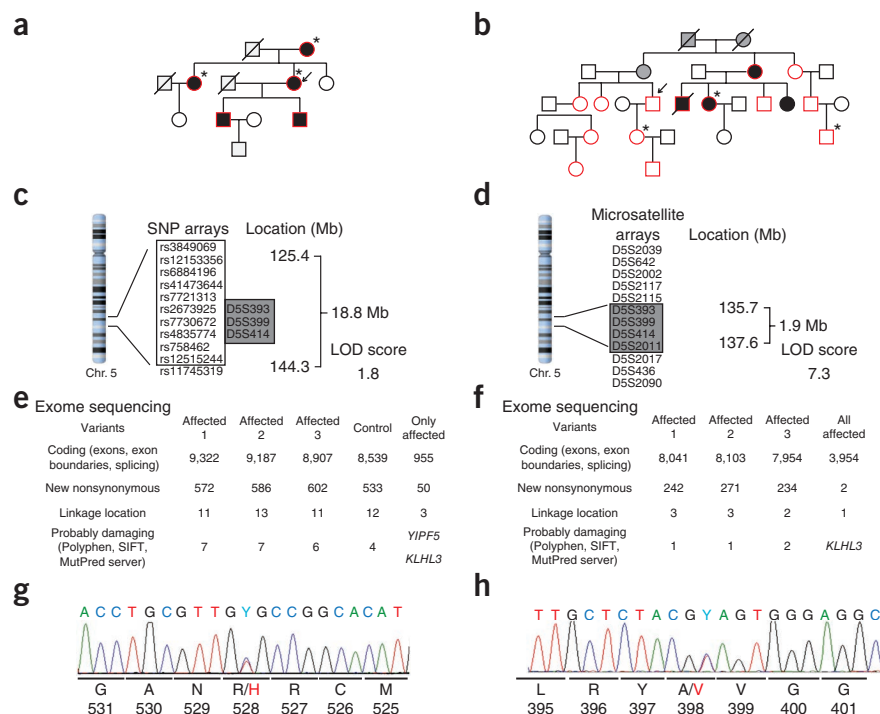 a
b
*
*
*
*
*
c
SNP arrays
Location (Mb)
rs3849069
rs12153356
rs6884196
rs41473644
rs7721313
rs2673925
rs7730672
rs4835774
rs758462
rs12515244
rs11745319
D5S393
D5S399
D5S414
125.4
18.8 Mb
144.3
LOD score
1.8
Chr. 5
d
Microsatellite
arrays
Location (Mb)
D5S2039
D5S642
D5S2002
D5S2117
D5S2115
D5S393
D5S399
D5S414
D5S2011
D5S2017
D5S436
D5S2090
135.7
1.9 Mb
137.6
LOD score
7.3
Chr. 5
e
Exome sequencing
Variants Affected 1 Affected 2 Affected 3 Control Only affected
Coding (exons, exon boundaries, splicing) 9,322 9,187 8,907 8,539 955
New nonsynonymous 572 586 602 533 50
Linkage location 11 13 11 12 3
Probably damaging (Polyphen, SIFT, MutPred server) 7 7 6 4 YIPF5 KLHL3
f
Exome sequencing
Variants Affected 1 Affected 2 Affected 3 All affected
Coding (exons, exon boundaries, splicing) 8,041 8,103 7,954 3,954
New nonsynonymous 242 271 234 2
Linkage location 3 3 2 1
Probably damaging (Polyphen, SIFT, MutPred server) 1 1 2 KLHL3
g
A C C T G C G T T G Y G C C G G C A C A T
G A N R/H R C M
531 530 529 528 527 526 525
h
T T G C T C T A C G Y A G T G G G A G G C
L R Y A/V V G G
395 396 397 398 399 400 401